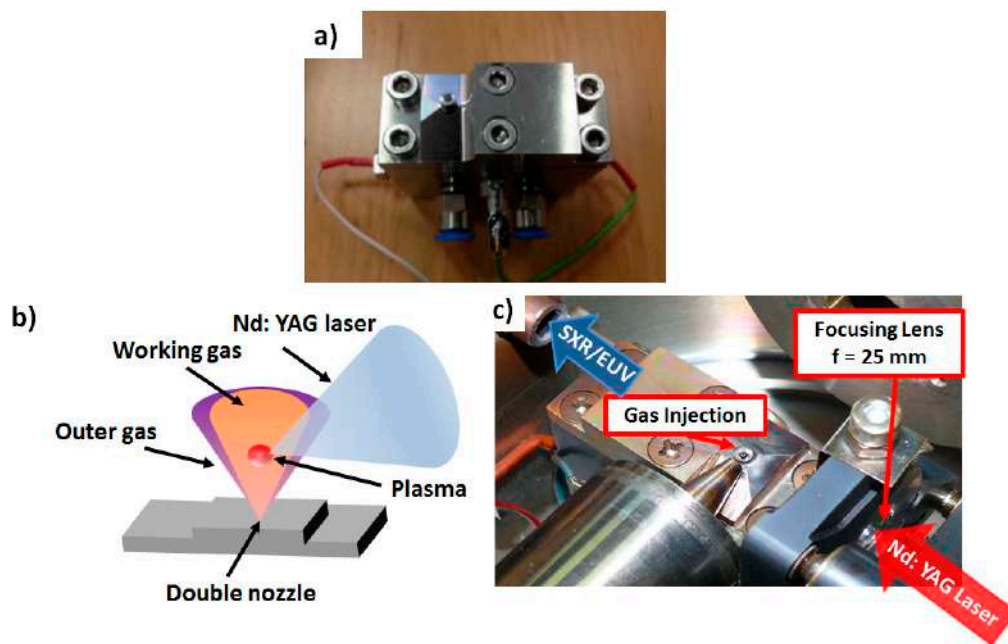 a)
b)
Nd: YAG laser
Working gas
Outer gas
Plasma
Double nozzle
c)
SXR/EUV
Focusing Lens
f = 25 mm
Gas Injection
Nd: YAG Laser